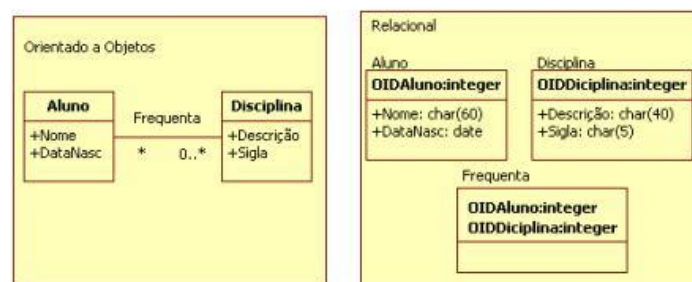 Orientado a Objetos
Aluno
+Nome
+DataNasc
Frequenta
* 0..*
Disciplina
+Descrição
+Sigla
Relacional
Aluno
OIDAluno:integer
+Nome: char(60)
+DataNasc: date
Disciplina
OIDDiciplina:integer
+Descrição: char(40)
+Sigla: char(5)
Frequenta
OIDAluno:integer
OIDDiciplina:integer